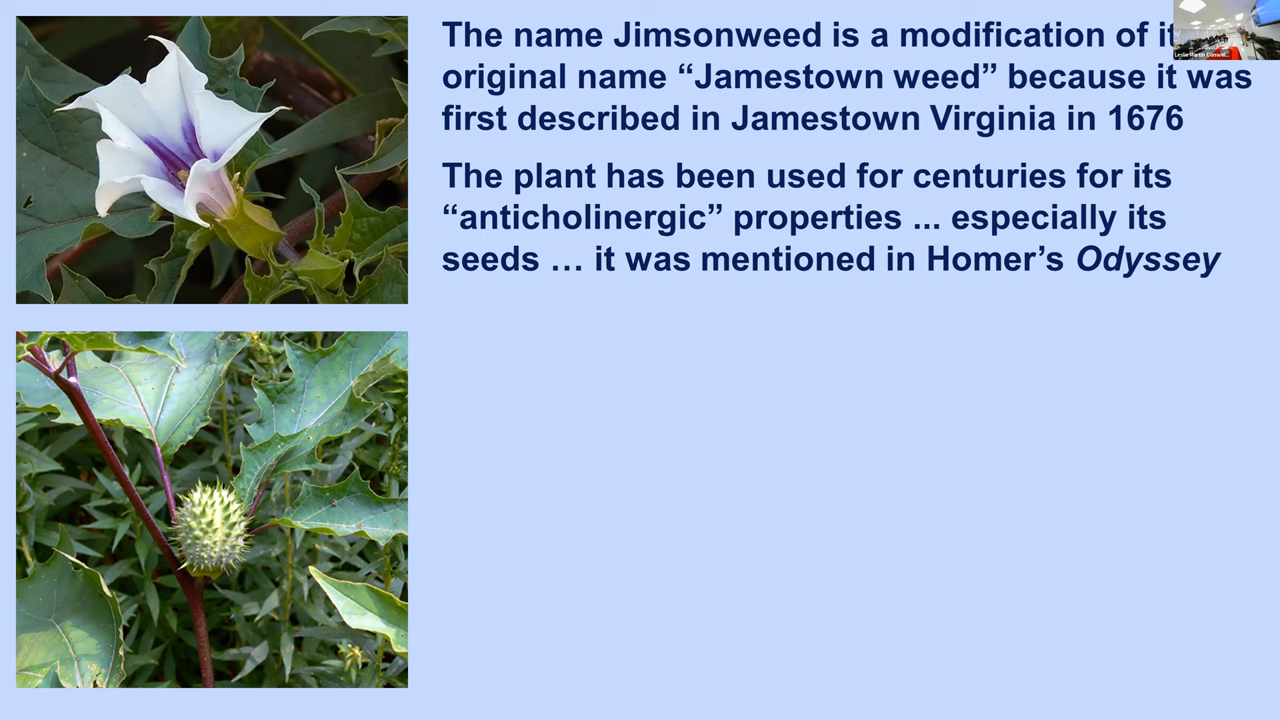 The name Jimsonweed is a modification of it
original name “Jamestown weed” because it was
first described in Jamestown Virginia in 1676
The plant has been used for centuries for its
“anticholinergic” properties ... especially its
seeds … it was mentioned in Homer’s Odyssey